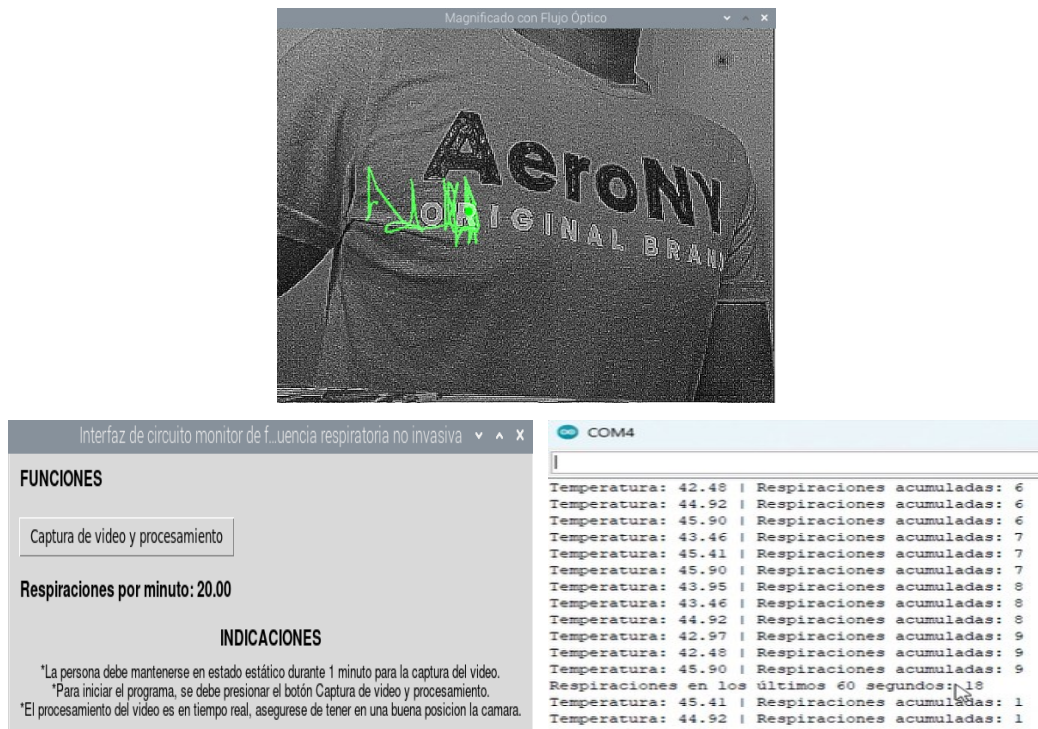 Magnificado con Flujo Óptico
AeroNY
ORIGINAL BRAND
Interfaz de circuito monitor de f...uencia respiratoria no invasiva
FUNCIONES
Captura de video y procesamiento
Respiraciones por minuto: 20.00
INDICACIONES
*La persona debe mantenerse en estado estático durante 1 minuto para la captura del video.
*Para iniciar el programa, se debe presionar el botón Captura de video y procesamiento.
*El procesamiento del video es en tiempo real, asegurese de tener en una buena posicion la camara.
COM4
Temperatura: 42.48 | Respiraciones acumuladas: 6
Temperatura: 44.92 | Respiraciones acumuladas: 6
Temperatura: 45.90 | Respiraciones acumuladas: 6
Temperatura: 43.46 | Respiraciones acumuladas: 7
Temperatura: 45.41 | Respiraciones acumuladas: 7
Temperatura: 45.90 | Respiraciones acumuladas: 7
Temperatura: 43.95 | Respiraciones acumuladas: 8
Temperatura: 43.46 | Respiraciones acumuladas: 8
Temperatura: 44.92 | Respiraciones acumuladas: 8
Temperatura: 42.97 | Respiraciones acumuladas: 9
Temperatura: 42.48 | Respiraciones acumuladas: 9
Temperatura: 45.90 | Respiraciones acumuladas: 9
Respiraciones en los últimos 60 segundos: 18
Temperatura: 45.41 | Respiraciones acumuladas: 1
Temperatura: 44.92 | Respiraciones acumuladas: 1